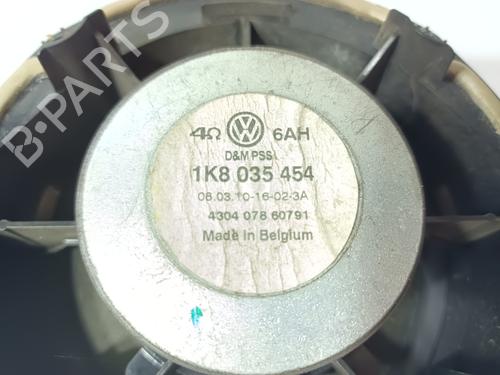 4Ω VW 6AH
D&M PSS
1K8 035 454
06.03.10-16-02-3A
4304 078 60791
Made in Belgium
B-PARTS